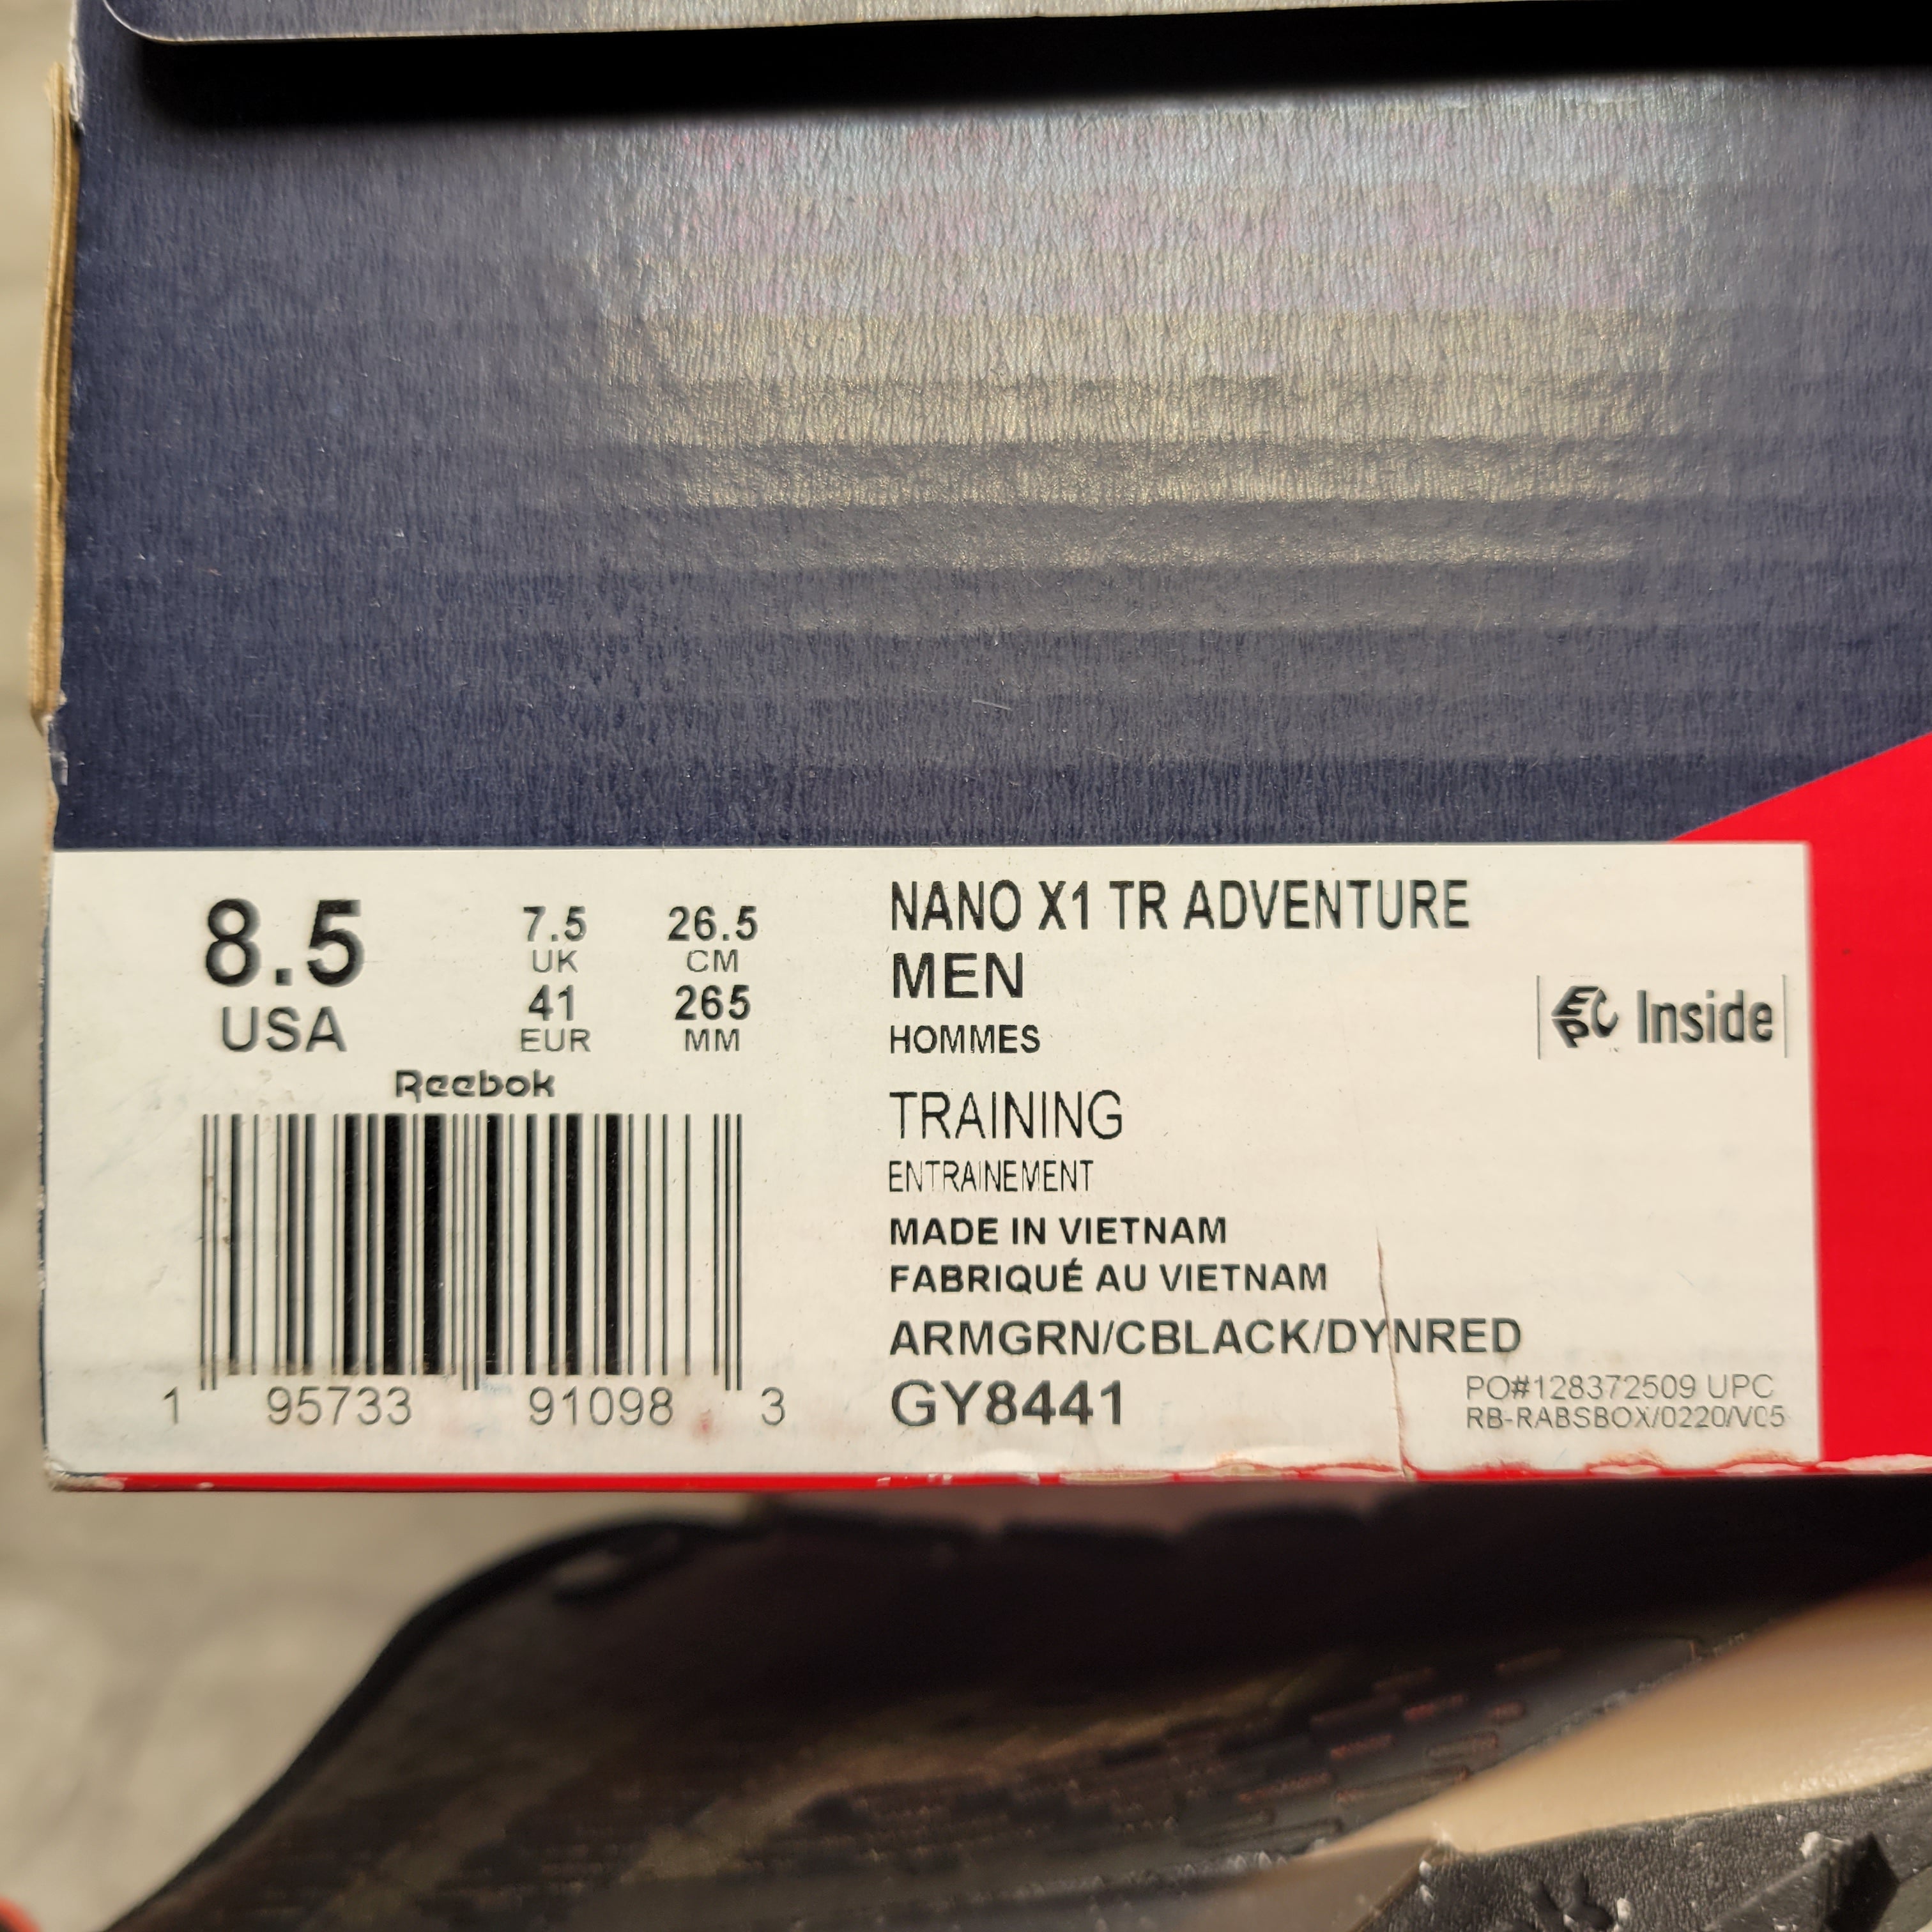 8.5
USA
7.5
UK
41
EUR
26.5
CM
265
MM
Reebok
1 95733 91098 3
NANO X1 TR ADVENTURE
MEN
HOMMES
TRAINING
ENTRAINEMENT
MADE IN VIETNAM
FABRIQUÉ AU VIETNAM
ARMGRN/CBLACK/DYNRED
GY8441
EPC Inside
PO#128372509 UPC
RB-RABSBOX/0220/V05